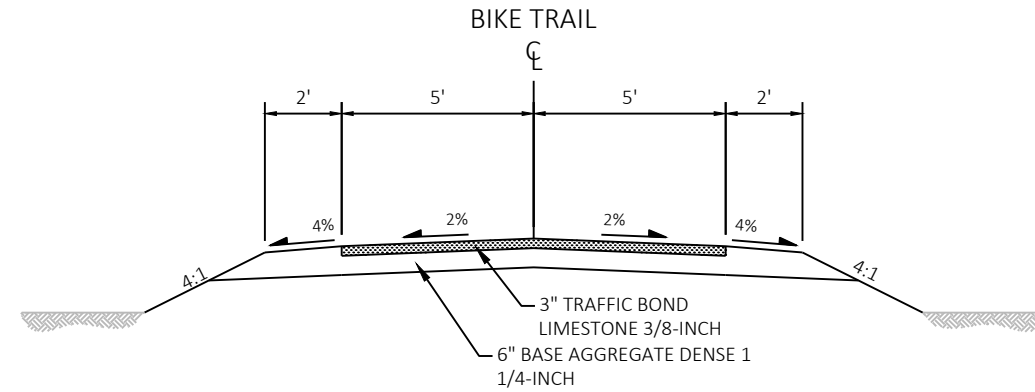 BIKE TRAIL
℄
2' 5' 5' 2'
4% 2% 2% 4%
4:1 4:1
3" TRAFFIC BOND
LIMESTONE 3/8-INCH
6" BASE AGGREGATE DENSE 1
1/4-INCH